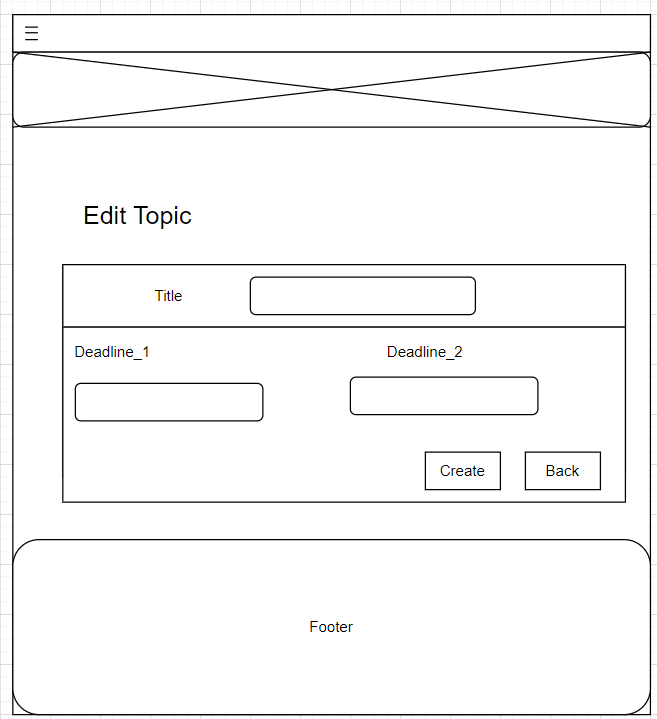 Edit Topic
Title
Deadline_1
Deadline_2
Create
Back
Footer